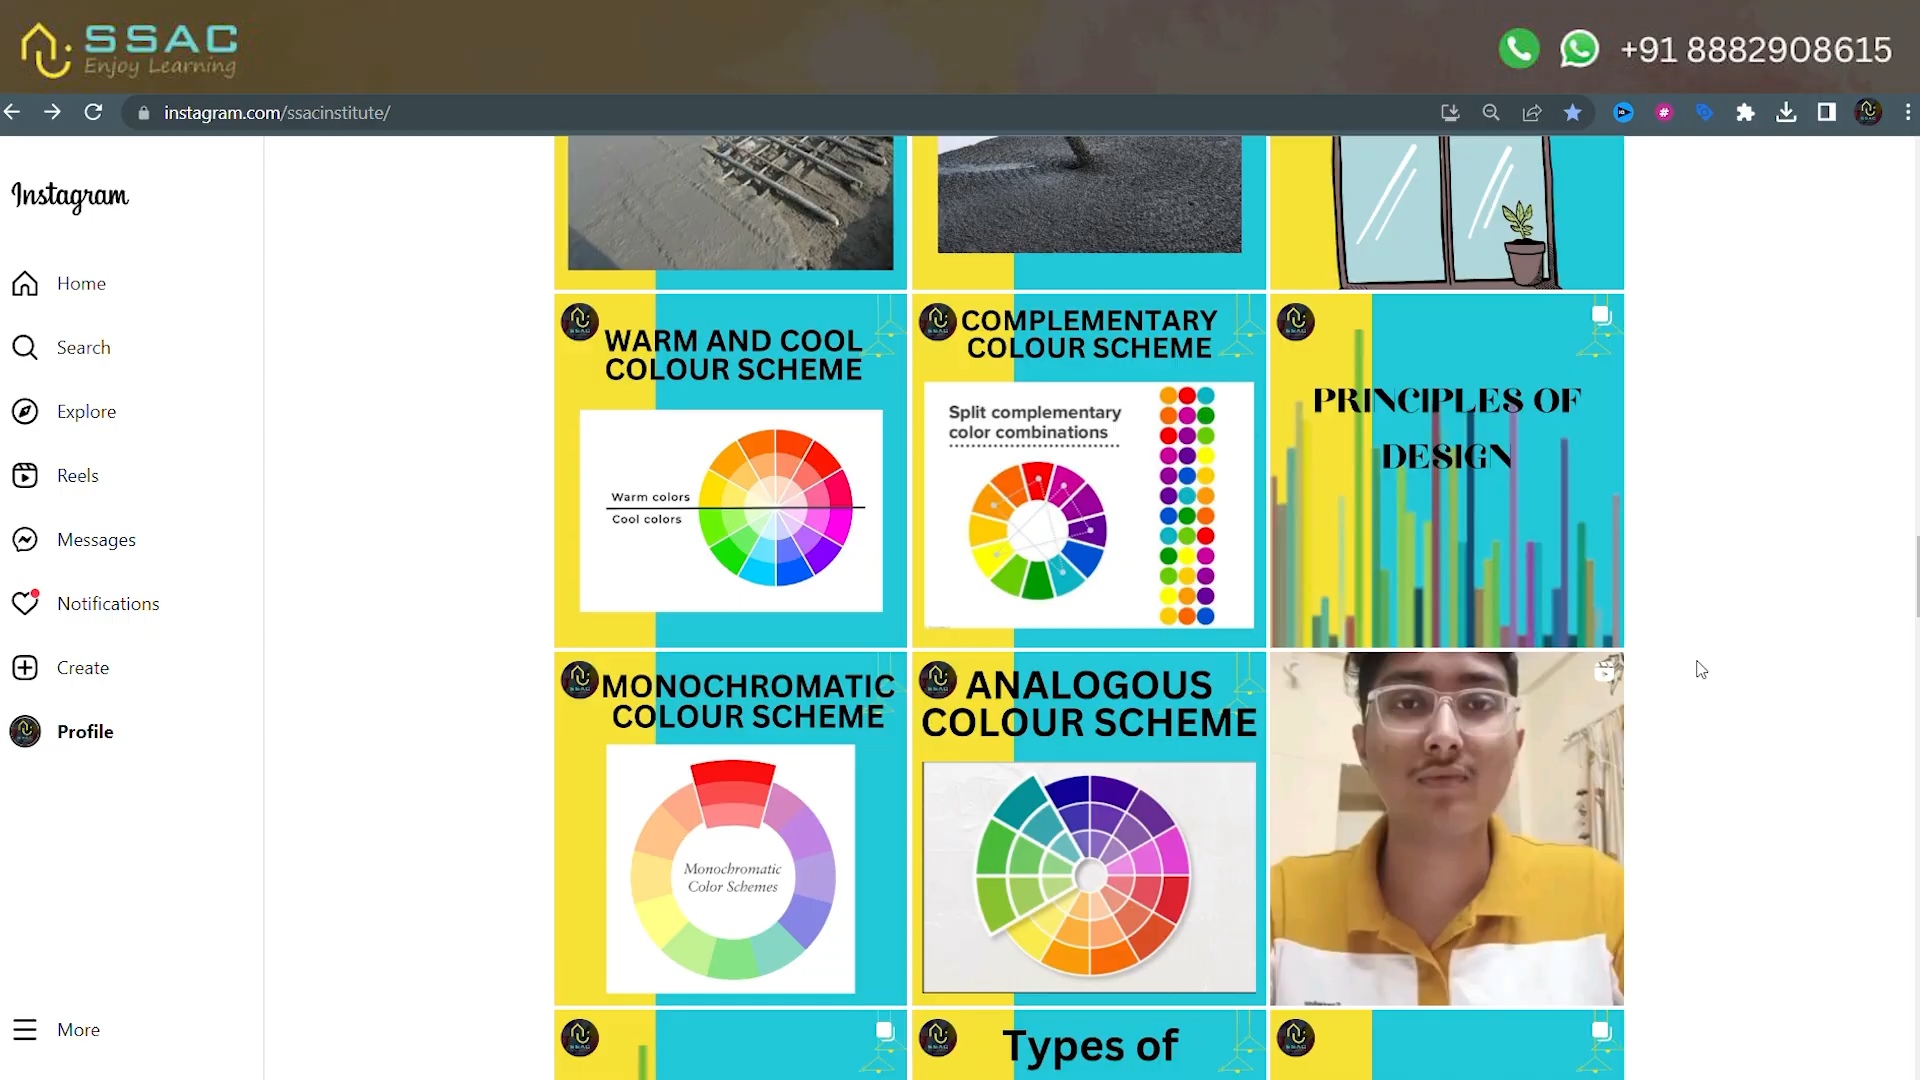 SSAC
Enjoy Learning
+91 8882908615
instagram.com/ssacinstitute/
Instagram
Home
Search
Explore
Reels
Messages
Notifications
Create
Profile
More
WARM AND COOL
COLOUR SCHEME
Warm colors
Cool colors
COMPLEMENTARY
COLOUR SCHEME
Split complementary
color combinations
PRINCIPLES OF
DESIGN
MONOCHROMATIC
COLOUR SCHEME
Monochromatic
Color Schemes
ANALOGOUS
COLOUR SCHEME
Types of